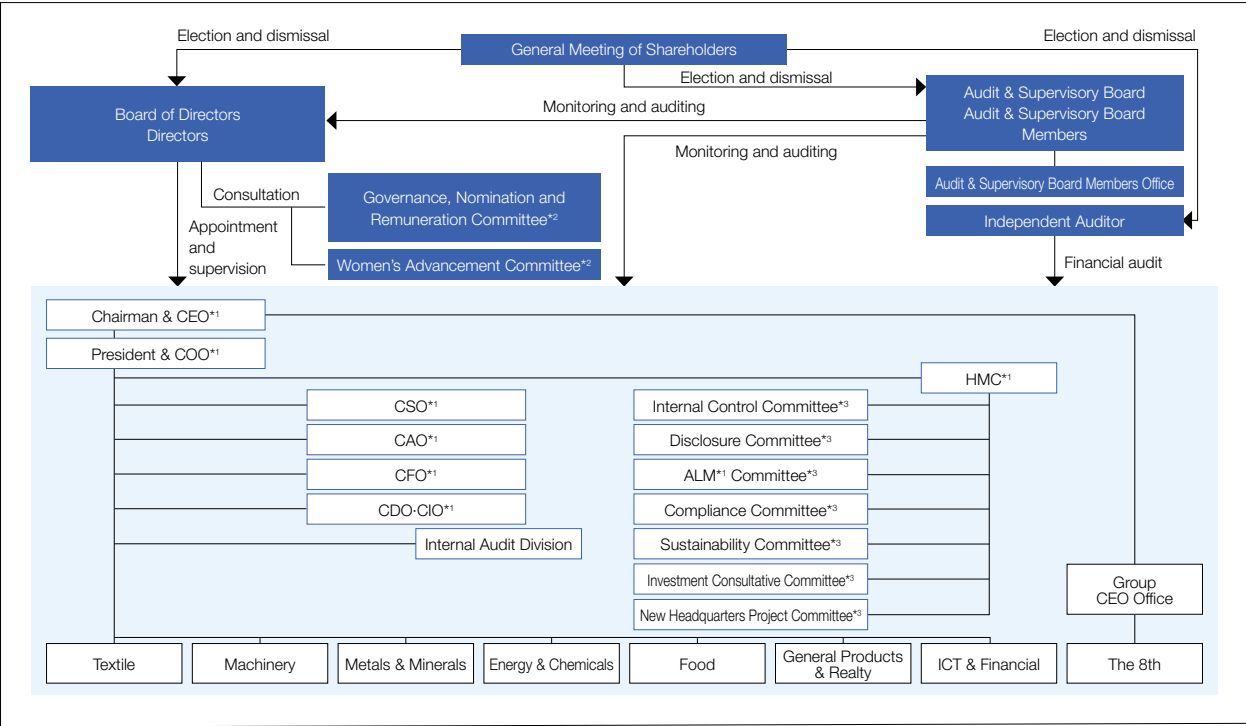 Election and dismissal
General Meeting of Shareholders
Election and dismissal
Election and dismissal
Board of Directors
Directors
Monitoring and auditing
Audit & Supervisory Board
Audit & Supervisory Board
Members
Monitoring and auditing
Audit & Supervisory Board Members Office
Consultation
Governance, Nomination and
Remuneration Committee*2
Independent Auditor
Appointment
and
supervision
Women's Advancement Committee*2
Financial audit
Chairman & CEO*1
President & COO*1
HMC*1
CSO*1
Internal Control Committee*3
CAO*1
Disclosure Committee*3
CFO*1
ALM*1 Committee*3
CDO·CIO*1
Compliance Committee*3
Internal Audit Division
Sustainability Committee*3
Investment Consultative Committee*3
Group
CEO Office
New Headquarters Project Committee*3
Textile
Machinery
Metals & Minerals
Energy & Chemicals
Food
General Products
& Realty
ICT & Financial
The 8th